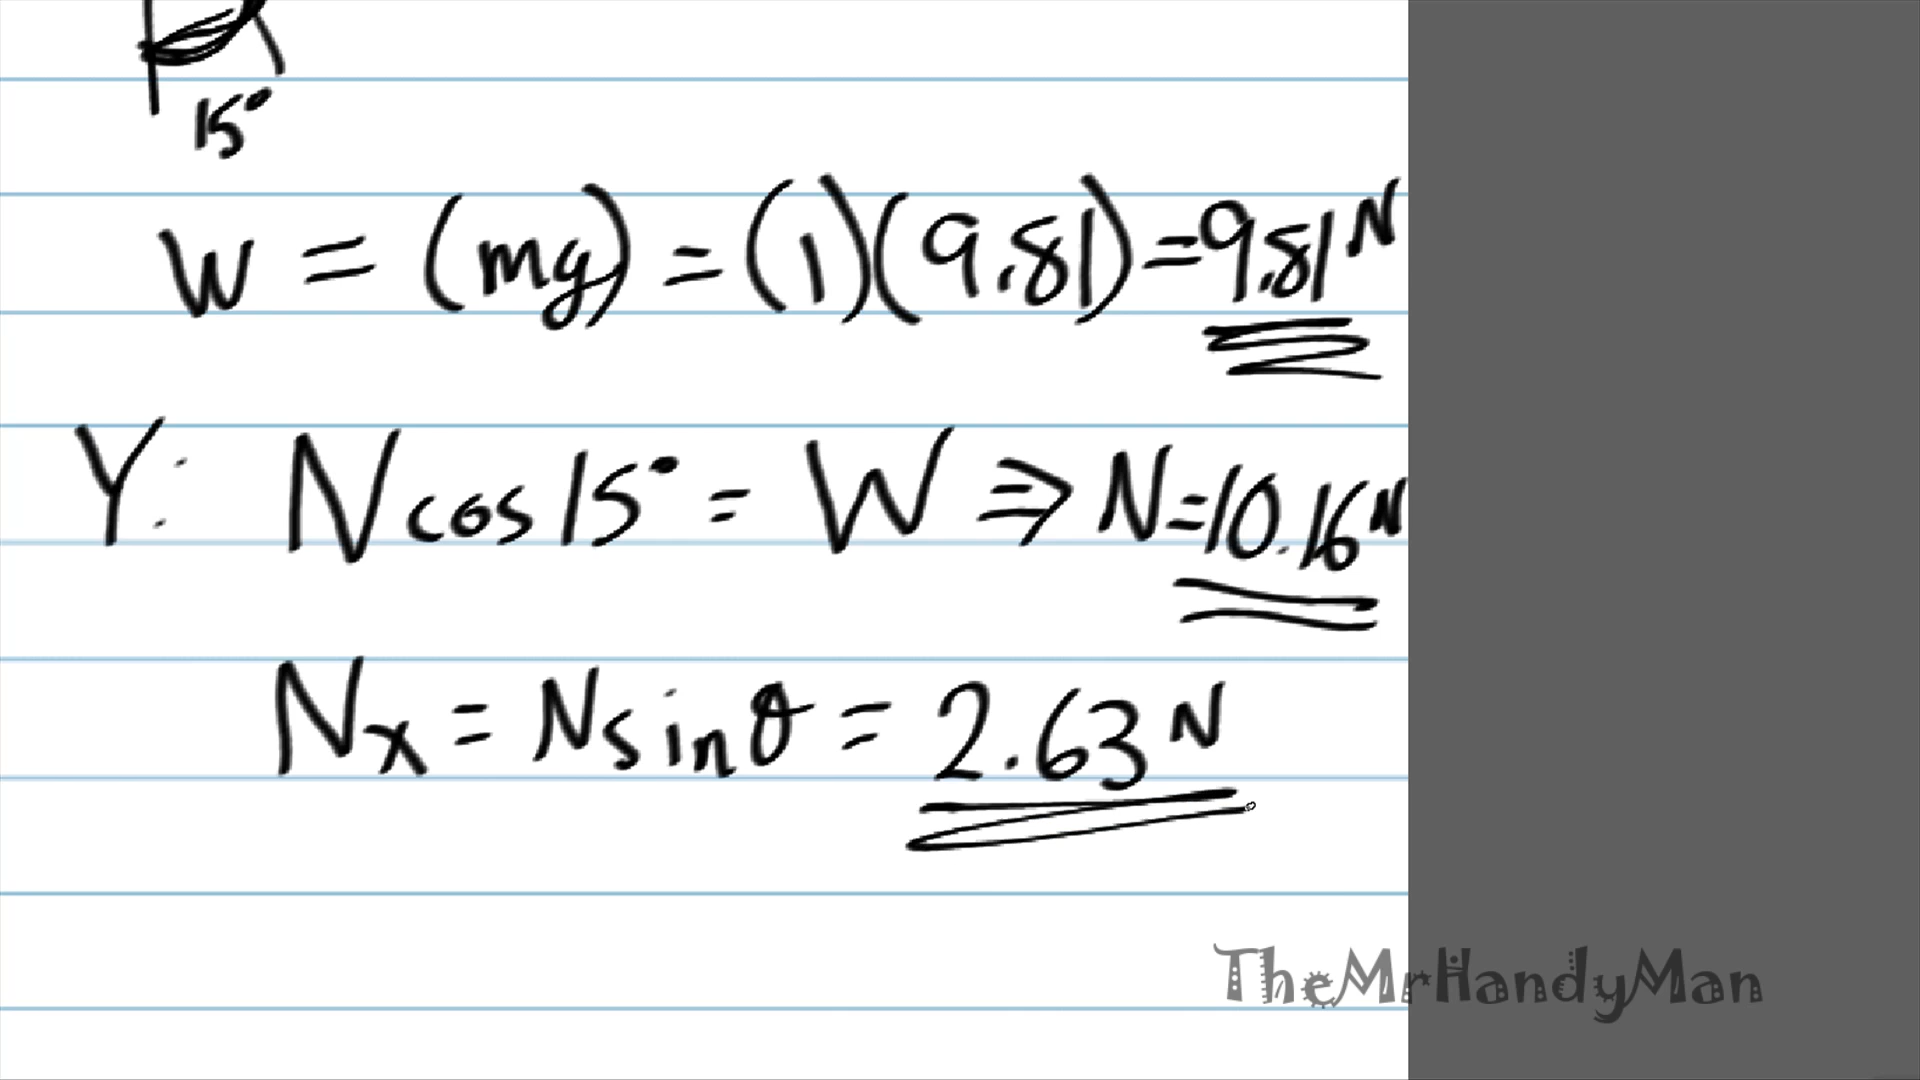 15°
W = (mg) = (1)(9.81) = 9.81 N
Y: N cos 15° = W ⇒ N = 10.16 N
Nx = N sin θ = 2.63 N
TheMrHandyMan